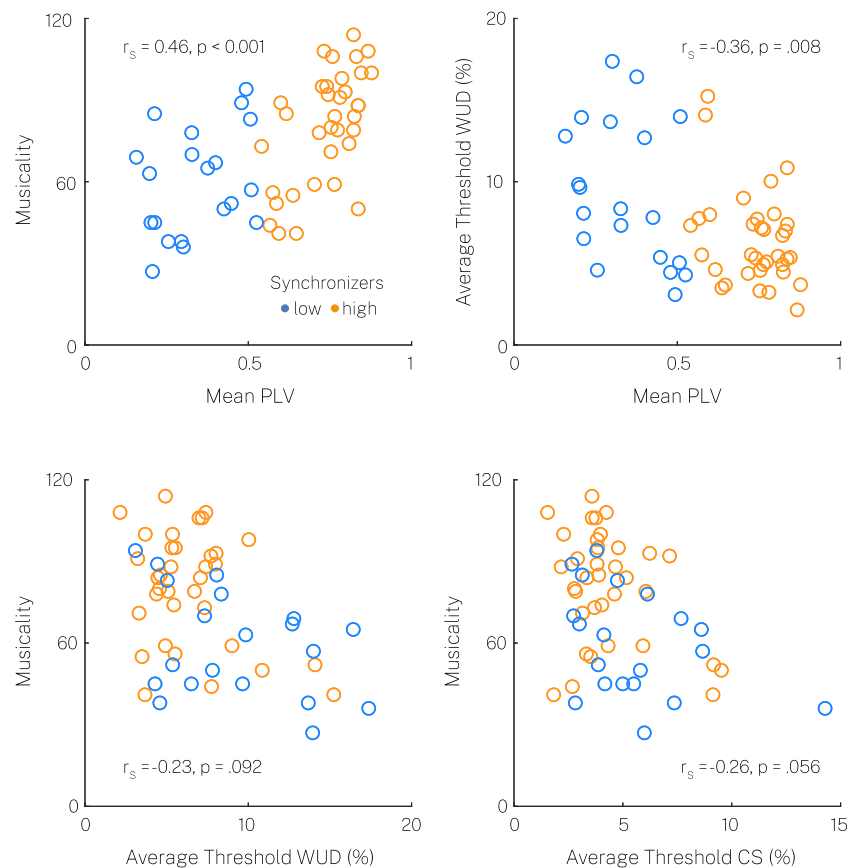 120
r_S = 0.46, p < 0.001
Musicality
60
Synchronizers
low high
0
0 0.5 1
Mean PLV
20
r_S = -0.36, p = .008
Average Threshold WUD (%)
10
0
0 0.5 1
Mean PLV
120
Musicality
60
r_S = -0.23, p = .092
0
0 10 20
Average Threshold WUD (%)
120
Musicality
60
r_S = -0.26, p = .056
0
0 5 10 15
Average Threshold CS (%)